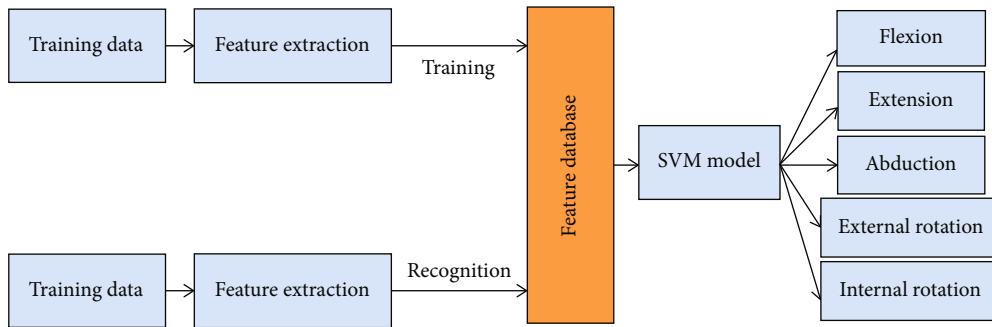 Training data
Feature extraction
Training
Training data
Feature extraction
Recognition
Feature database
SVM model
Flexion
Extension
Abduction
External rotation
Internal rotation